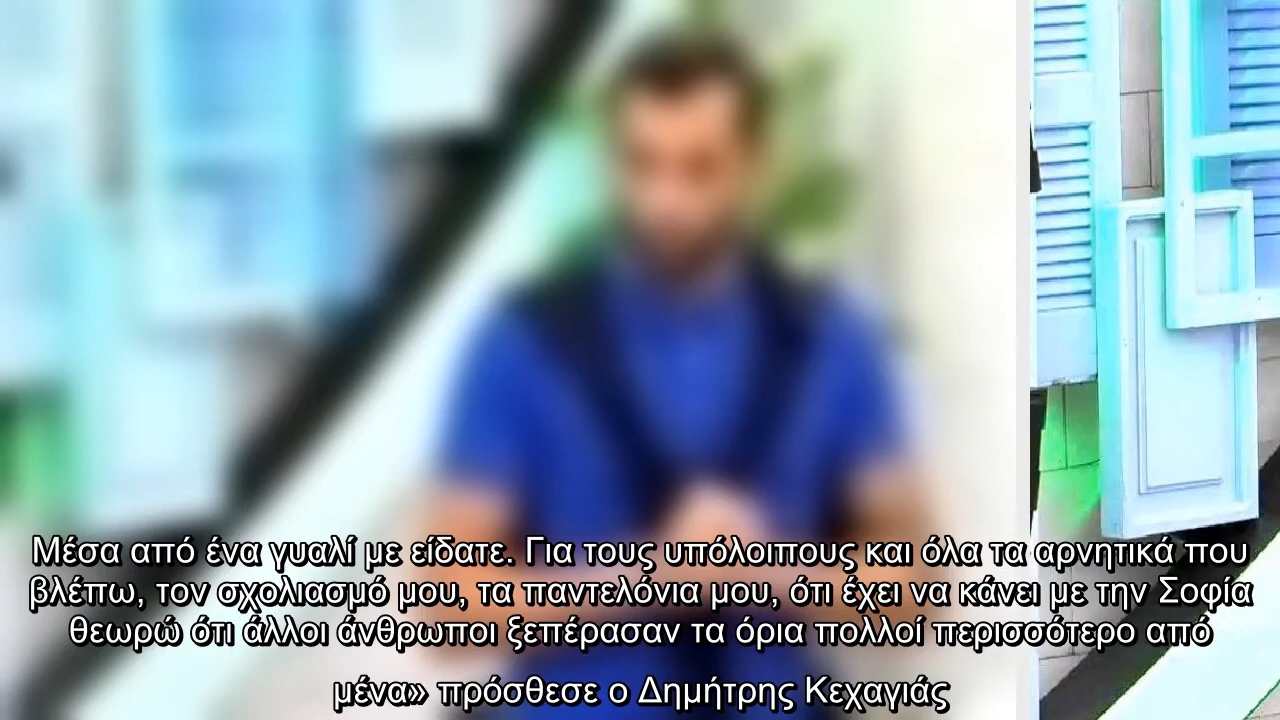 Μέσα από ένα γυαλί με είδατε. Για τους υπόλοιπους και όλα τα αρνητικά που
βλέπω, τον σχολιασμό μου, τα παντελόνια μου, ότι έχει να κάνει με την Σοφία
θεωρώ ότι άλλοι άνθρωποι ξεπέρασαν τα όρια πολλοί περισσότερο από
μένα» πρόσθεσε ο Δημήτρης Κεχαγιάς